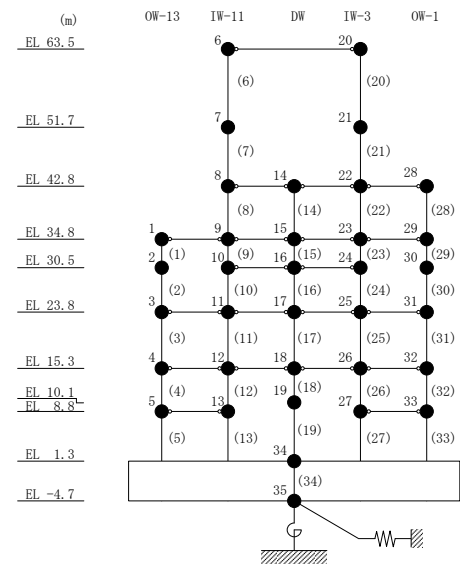 (m) OW-13 IW-11 DW IW-3 OW-1
EL 63.5 6 20
(6) (20)
EL 51.7 7 21
(7) (21)
EL 42.8 8 14 22 28
(8) (14) (22) (28)
EL 34.8 1 9 15 23 29
(1) (9) (15) (23) (29)
EL 30.5 2 10 16 24 30
(2) (10) (16) (24) (30)
EL 23.8 3 11 17 25 31
(3) (11) (17) (25) (31)
EL 15.3 4 12 18 26 32
(4) (12) (18) (26) (32)
EL 10.1 19
EL 8.8 5 13 27 33
(5) (13) (19) (27) (33)
EL 1.3 34
(34)
EL -4.7 35